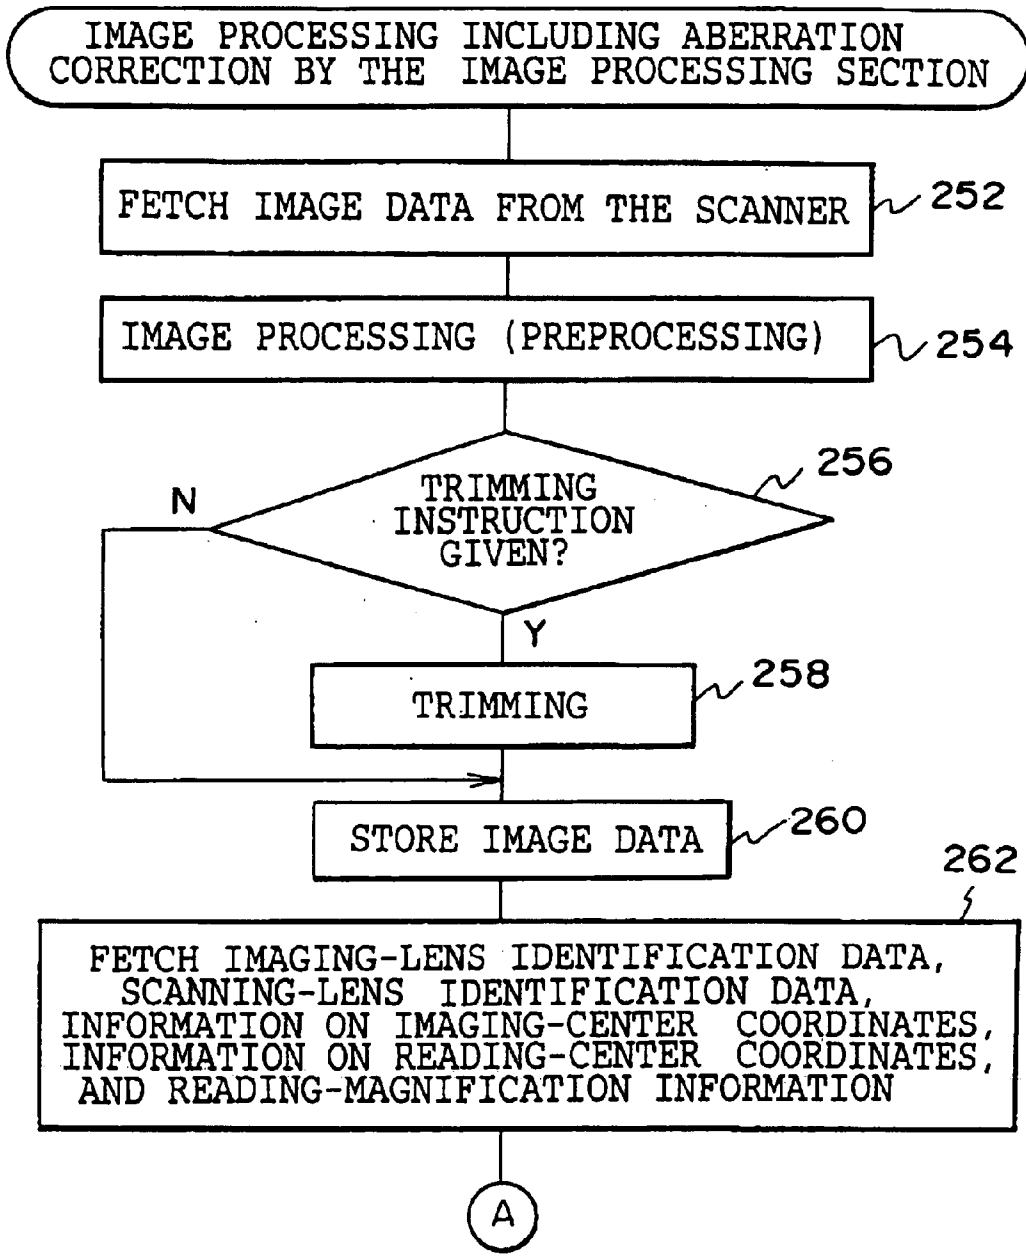 IMAGE PROCESSING INCLUDING ABERRATION
CORRECTION BY THE IMAGE PROCESSING SECTION
FETCH IMAGE DATA FROM THE SCANNER
252
IMAGE PROCESSING (PREPROCESSING)
254
256
N
TRIMMING
INSTRUCTION
GIVEN?
Y
TRIMMING
258
STORE IMAGE DATA
260
262
FETCH IMAGING-LENS IDENTIFICATION DATA,
SCANNING-LENS IDENTIFICATION DATA,
INFORMATION ON IMAGING-CENTER COORDINATES,
INFORMATION ON READING-CENTER COORDINATES,
AND READING-MAGNIFICATION INFORMATION
A